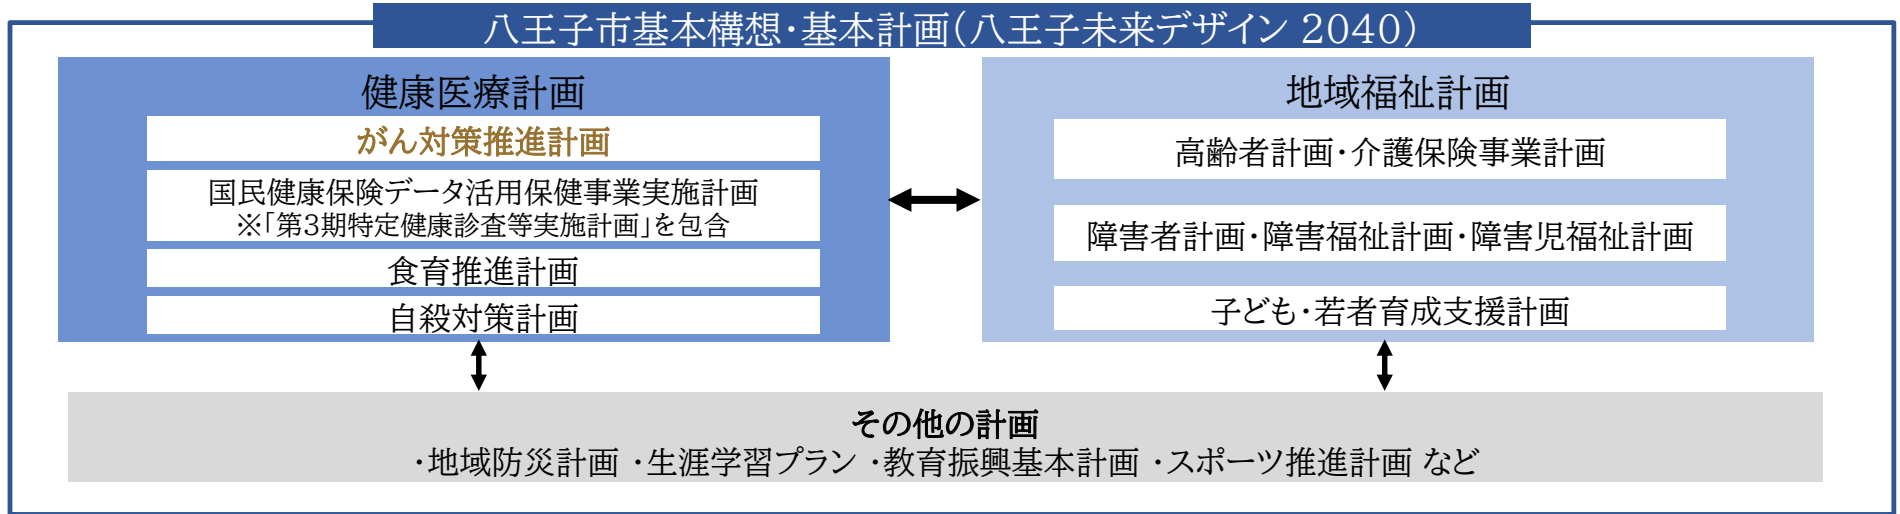 八王子市基本構想・基本計画（八王子未来デザイン 2040）
健康医療計画
がん対策推進計画
国民健康保険データ活用保健事業実施計画
※「第3期特定健康診査等実施計画」を包含
食育推進計画
自殺対策計画
地域福祉計画
高齢者計画・介護保険事業計画
障害者計画・障害福祉計画・障害児福祉計画
子ども・若者育成支援計画
その他の計画
・地域防災計画 ・生涯学習プラン ・教育振興基本計画 ・スポーツ推進計画 など